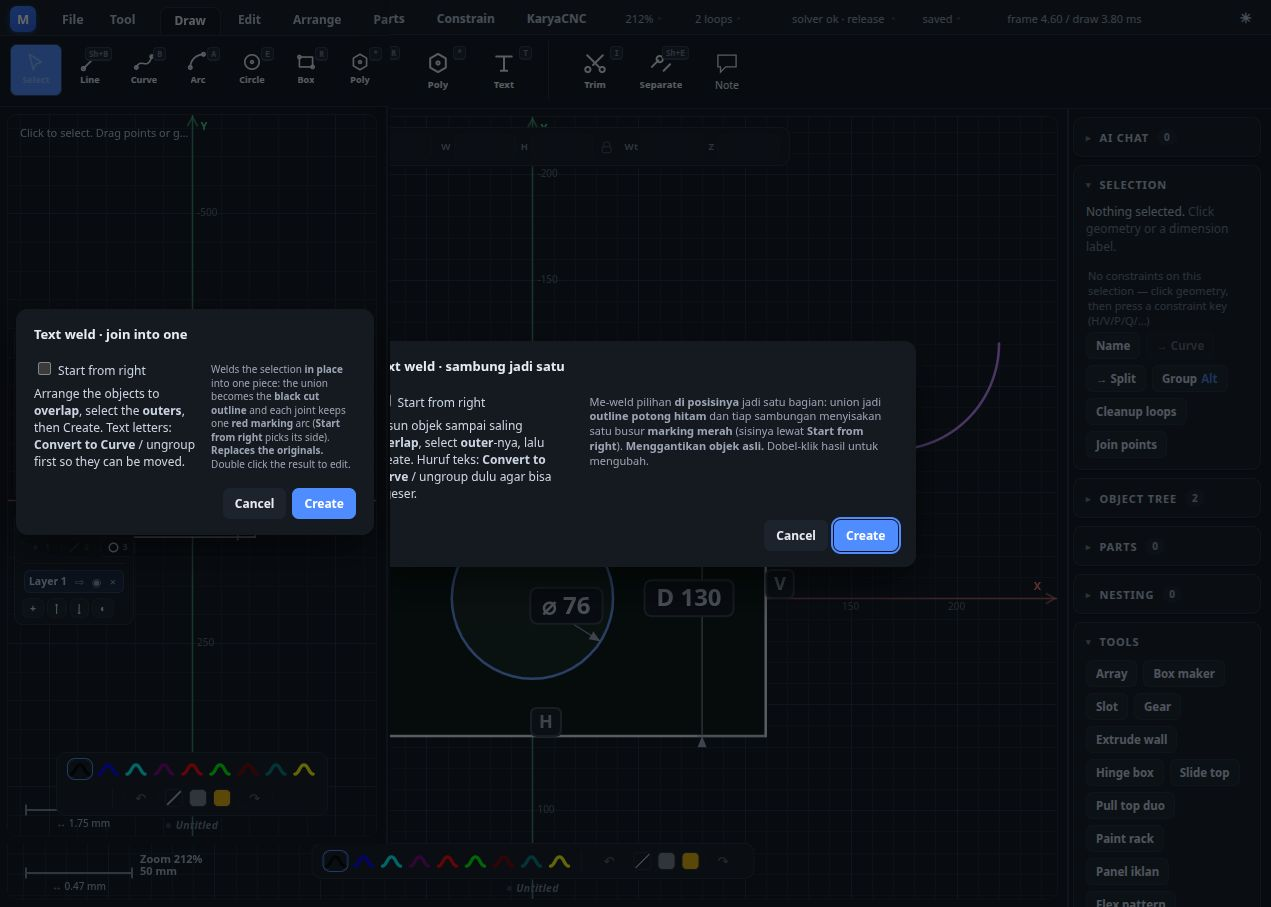 M File Tool Draw Edit Arrange Parts Constrain KaryaCNC 212% 2 loops solver ok · release saved frame 4.60 / draw 3.80 ms
Sh+B B A E R * R * T I Sh+E
Select Line Curve Arc Circle Box Poly Poly Text Trim Separate Note
Click to select. Drag points or g...
Y
-500
W H Wt Z
-200
-150
Text weld · join into one
Start from right
Arrange the objects to
overlap, select the outers,
then Create. Text letters:
Convert to Curve / ungroup
first so they can be moved.
Welds the selection in place
into one piece: the union
becomes the black cut
outline and each joint keeps
one red marking arc (Start
from right picks its side).
Replaces the originals.
Double click the result to edit.
Cancel Create
xt weld · sambung jadi satu
Start from right
sun objek sampai saling
erlap, select outer-nya, lalu
eate. Huruf teks: Convert to
rve / ungroup dulu agar bisa
eser.
Me-weld pilihan di posisinya jadi satu bagian: union jadi
outline potong hitam dan tiap sambungan menyisakan
satu busur marking merah (sisinya lewat Start from
right). Menggantikan objek asli. Dobel-klik hasil untuk
mengubah.
Cancel Create
3
Layer 1
250
⌀ 76
D 130
V
H
X
150 200
100
1.75 mm
Untitled
Zoom 212%
50 mm
0.47 mm
Untitled
AI CHAT 0
SELECTION
Nothing selected. Click
geometry or a dimension
label.
No constraints on this
selection — click geometry,
then press a constraint key
(H/V/P/Q/...)
Name → Curve
→ Split Group Alt
Cleanup loops
Join points
OBJECT TREE 2
PARTS 0
NESTING 0
TOOLS
Array Box maker
Slot Gear
Extrude wall
Hinge box Slide top
Pull top duo
Paint rack
Panel iklan
Flex pattern